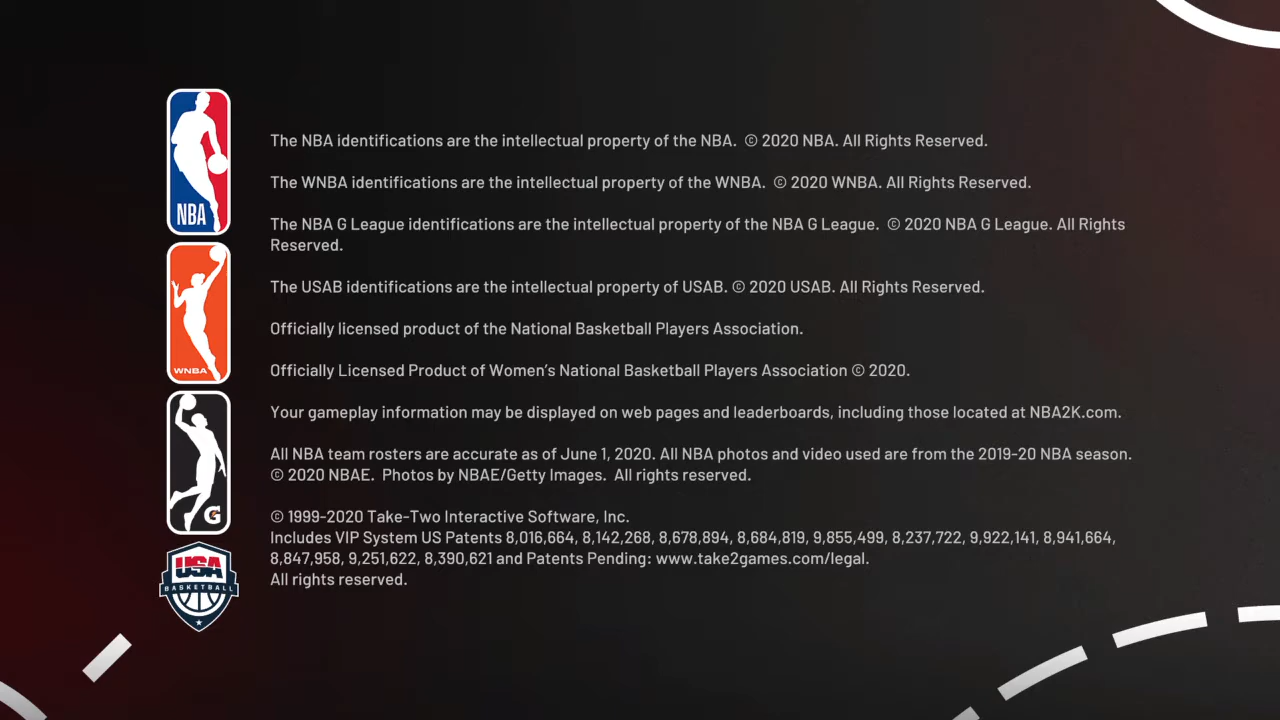 NBA
The NBA identifications are the intellectual property of the NBA.  © 2020 NBA. All Rights Reserved.
The WNBA identifications are the intellectual property of the WNBA.  © 2020 WNBA. All Rights Reserved.
The NBA G League identifications are the intellectual property of the NBA G League.  © 2020 NBA G League. All Rights
Reserved.
The USAB identifications are the intellectual property of USAB. © 2020 USAB. All Rights Reserved.
Officially licensed product of the National Basketball Players Association.
WNBA
Officially Licensed Product of Women's National Basketball Players Association © 2020.
Your gameplay information may be displayed on web pages and leaderboards, including those located at NBA2K.com.
All NBA team rosters are accurate as of June 1, 2020. All NBA photos and video used are from the 2019-20 NBA season.
© 2020 NBAE.  Photos by NBAE/Getty Images.  All rights reserved.
G
© 1999-2020 Take-Two Interactive Software, Inc.
Includes VIP System US Patents 8,016,664, 8,142,268, 8,678,894, 8,684,819, 9,855,499, 8,237,722, 9,922,141, 8,941,664,
8,847,958, 9,251,622, 8,390,621 and Patents Pending: www.take2games.com/legal.
All rights reserved.
USA
BASKETBALL